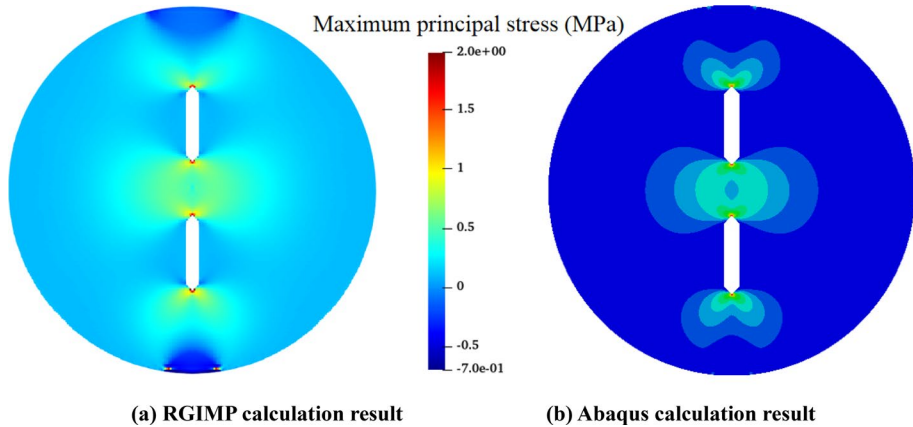 Maximum principal stress (MPa)
2.0e+00
1.5
1
0.5
0
-0.5
-7.0e-01
(a) RGIMP calculation result
(b) Abaqus calculation result